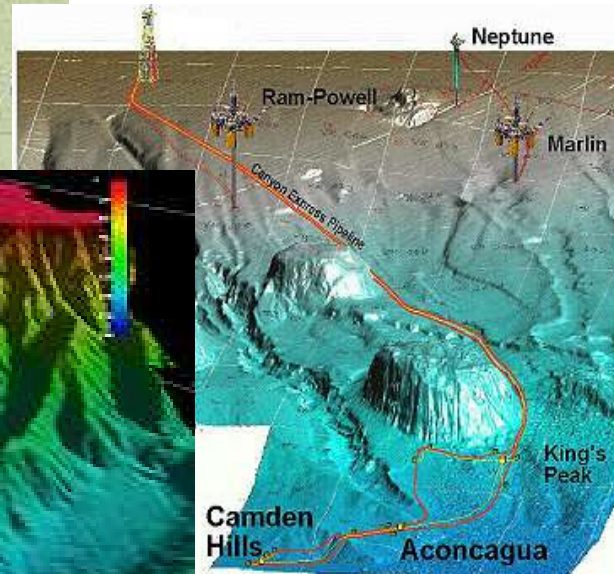 Neptune
Ram-Powell
Marlin
Canyon Express Pipeline
King's
Peak
Camden
Hills
Aconcagua